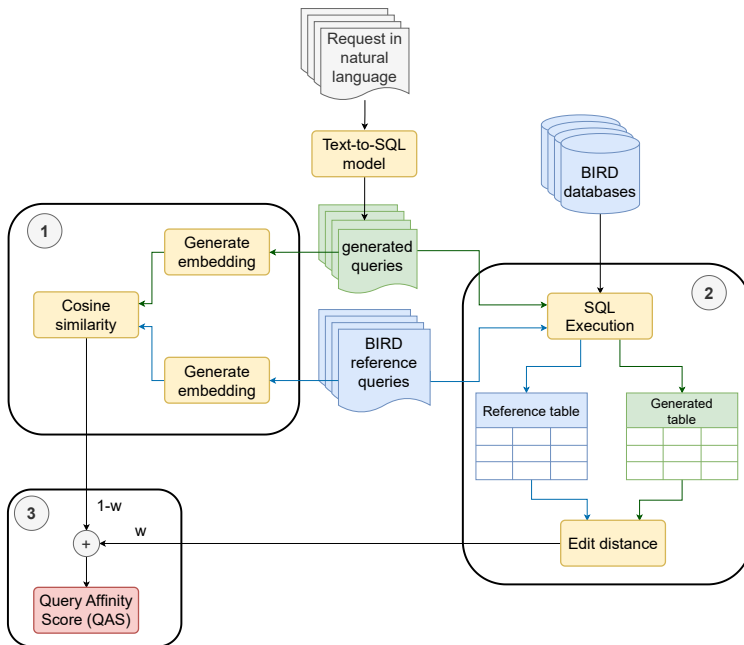 Request in
natural
language
Text-to-SQL
model
BIRD
databases
1
Generate
embedding
generated
queries
2
Cosine
similarity
SQL
Execution
BIRD
reference
queries
Generate
embedding
Reference table
Generated
table
3
1-w
w
+
Edit distance
Query Affinity
Score (QAS)